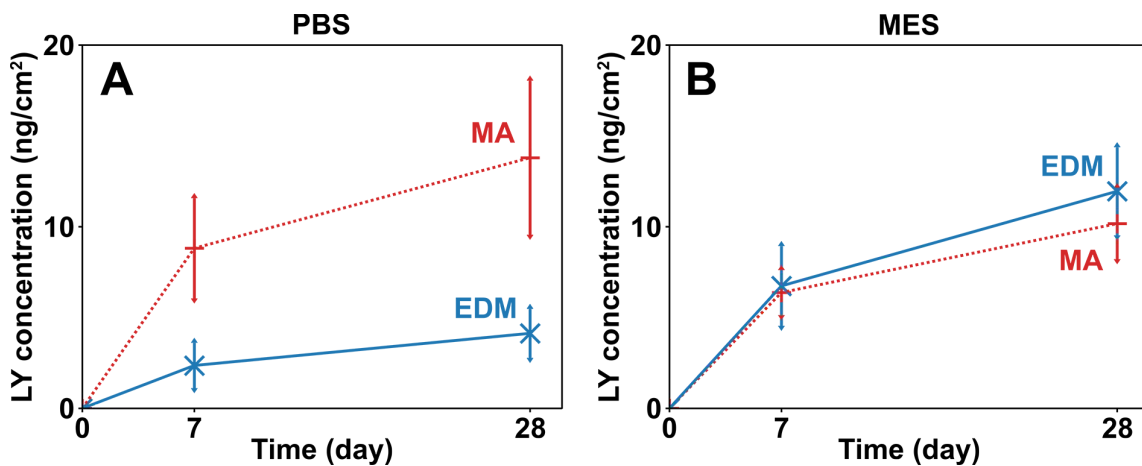 PBS
A
LY concentration (ng/cm²)
20
10
0
MA
EDM
0 7 28
Time (day)
MES
B
LY concentration (ng/cm²)
20
10
0
EDM
MA
0 7 28
Time (day)